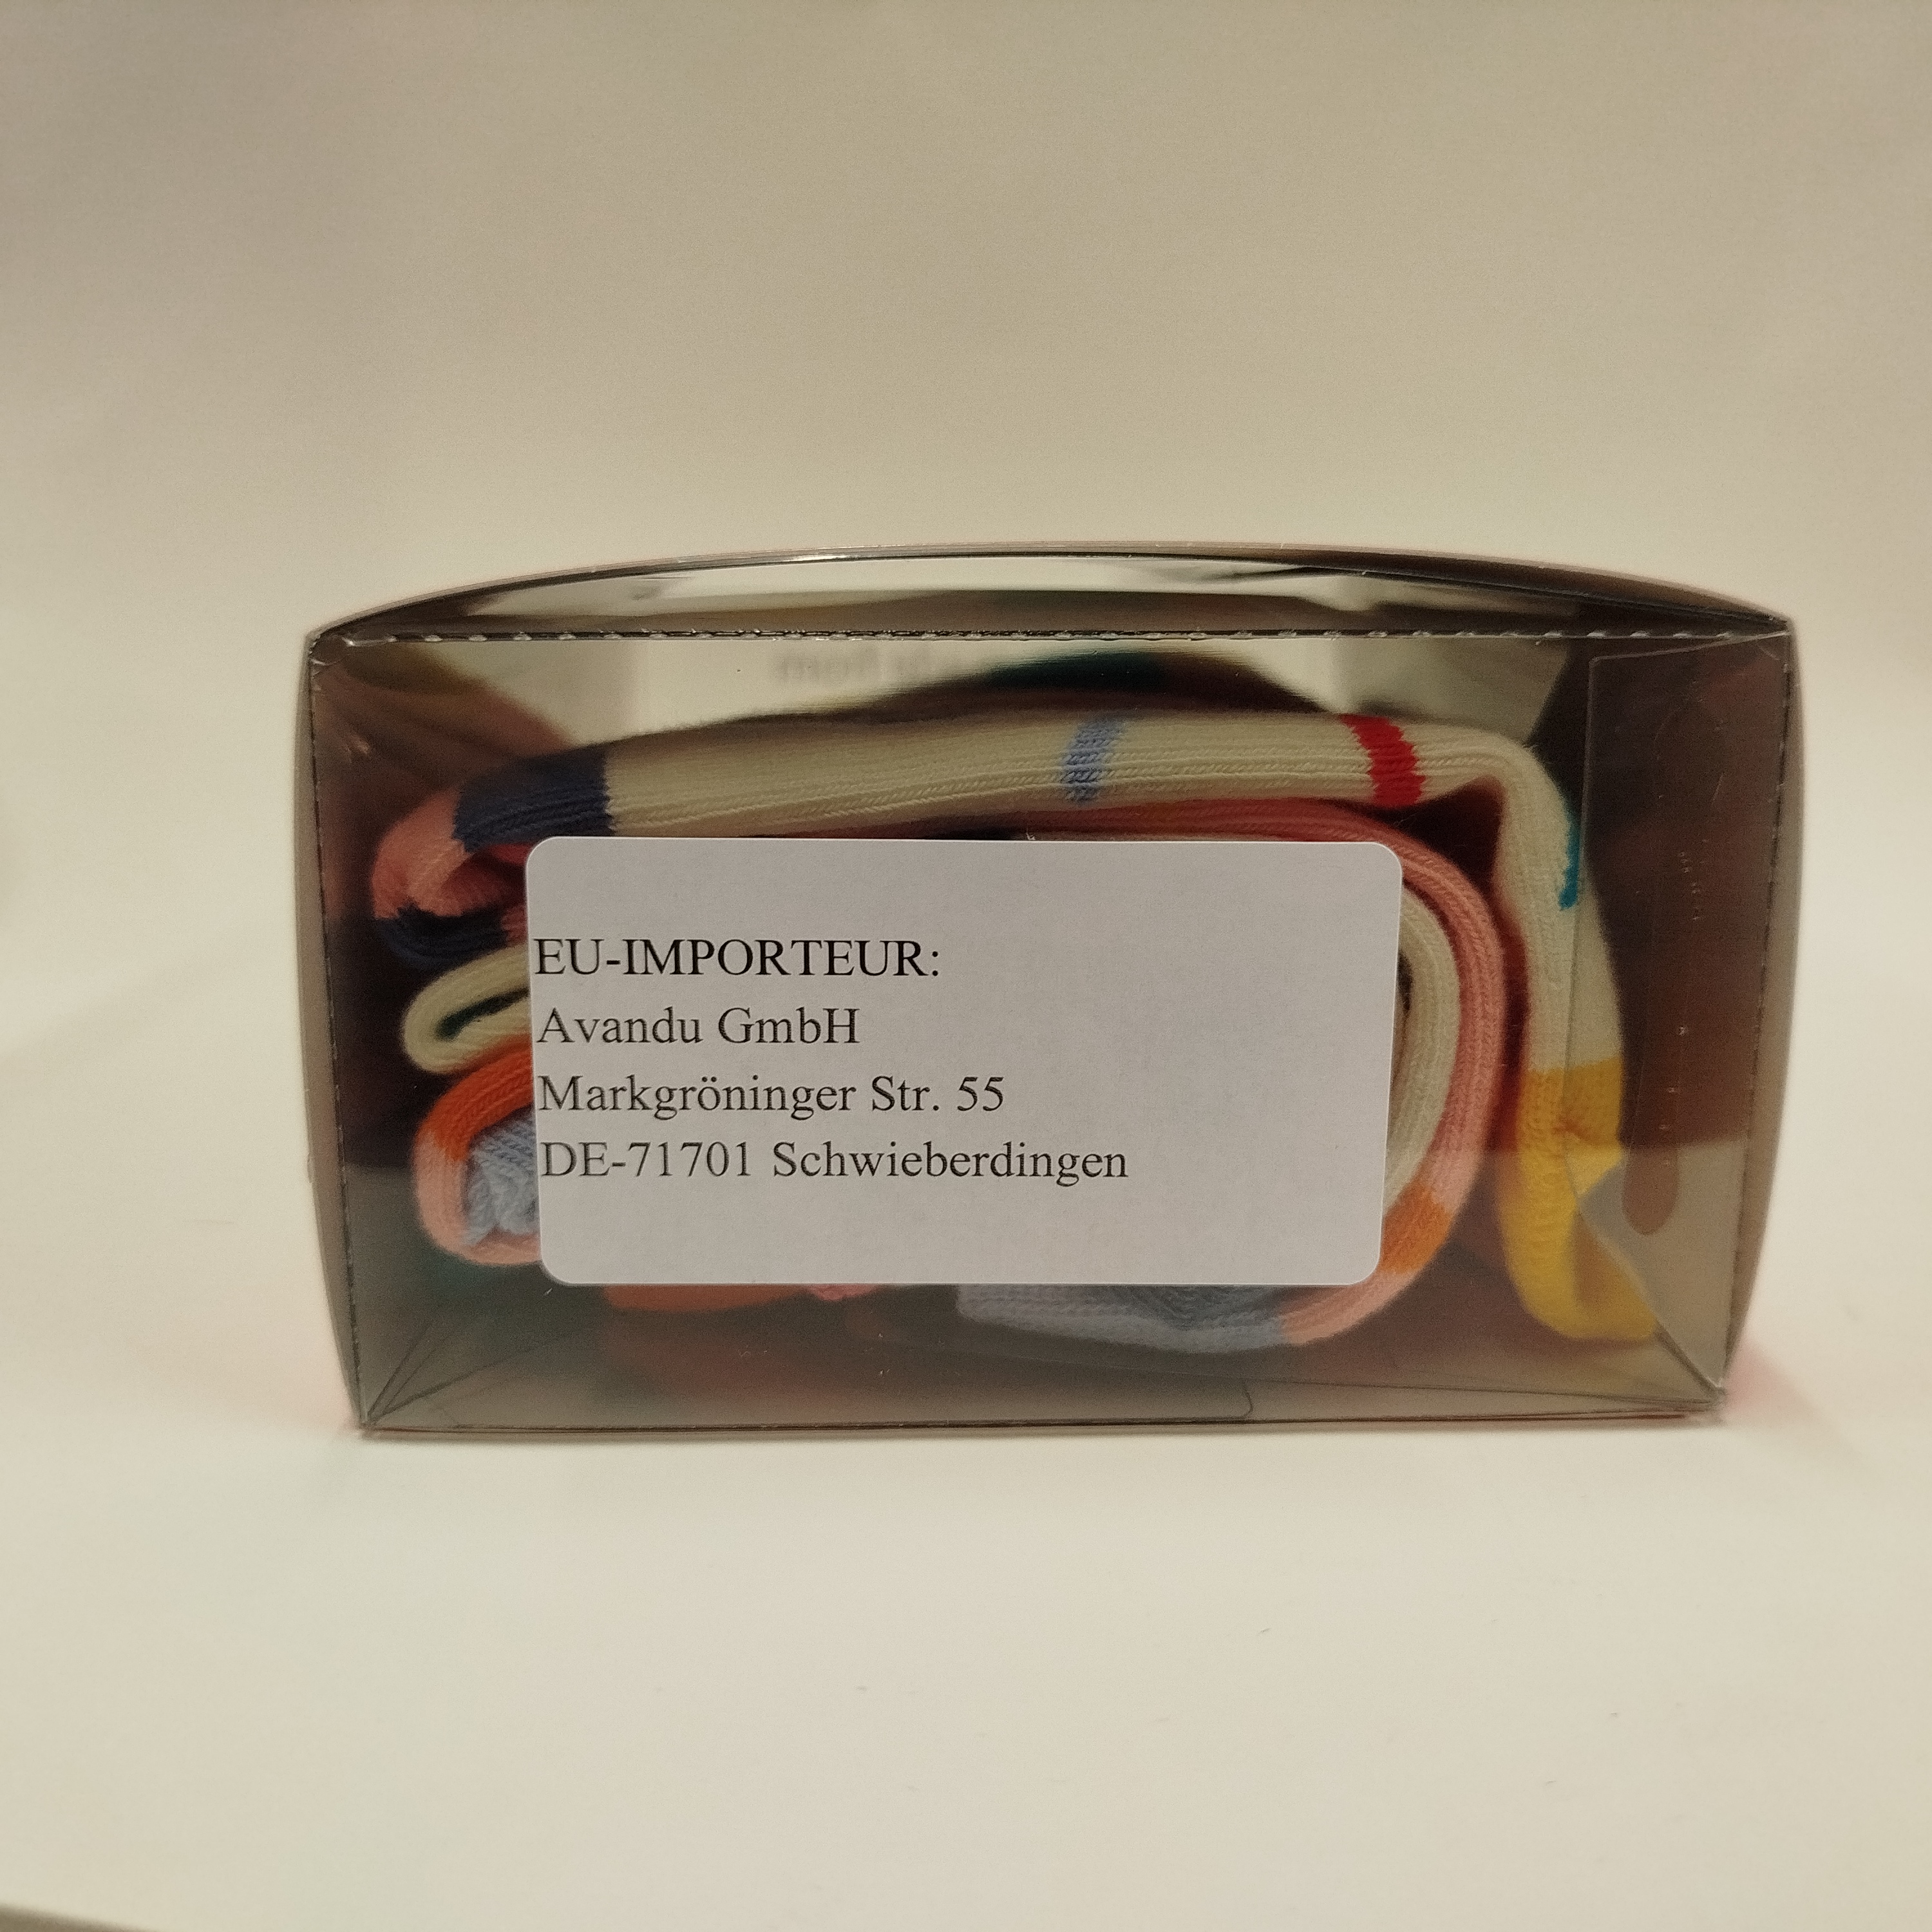 EU-IMPORTEUR:
Avandu GmbH
Markgröninger Str. 55
DE-71701 Schwieberdingen